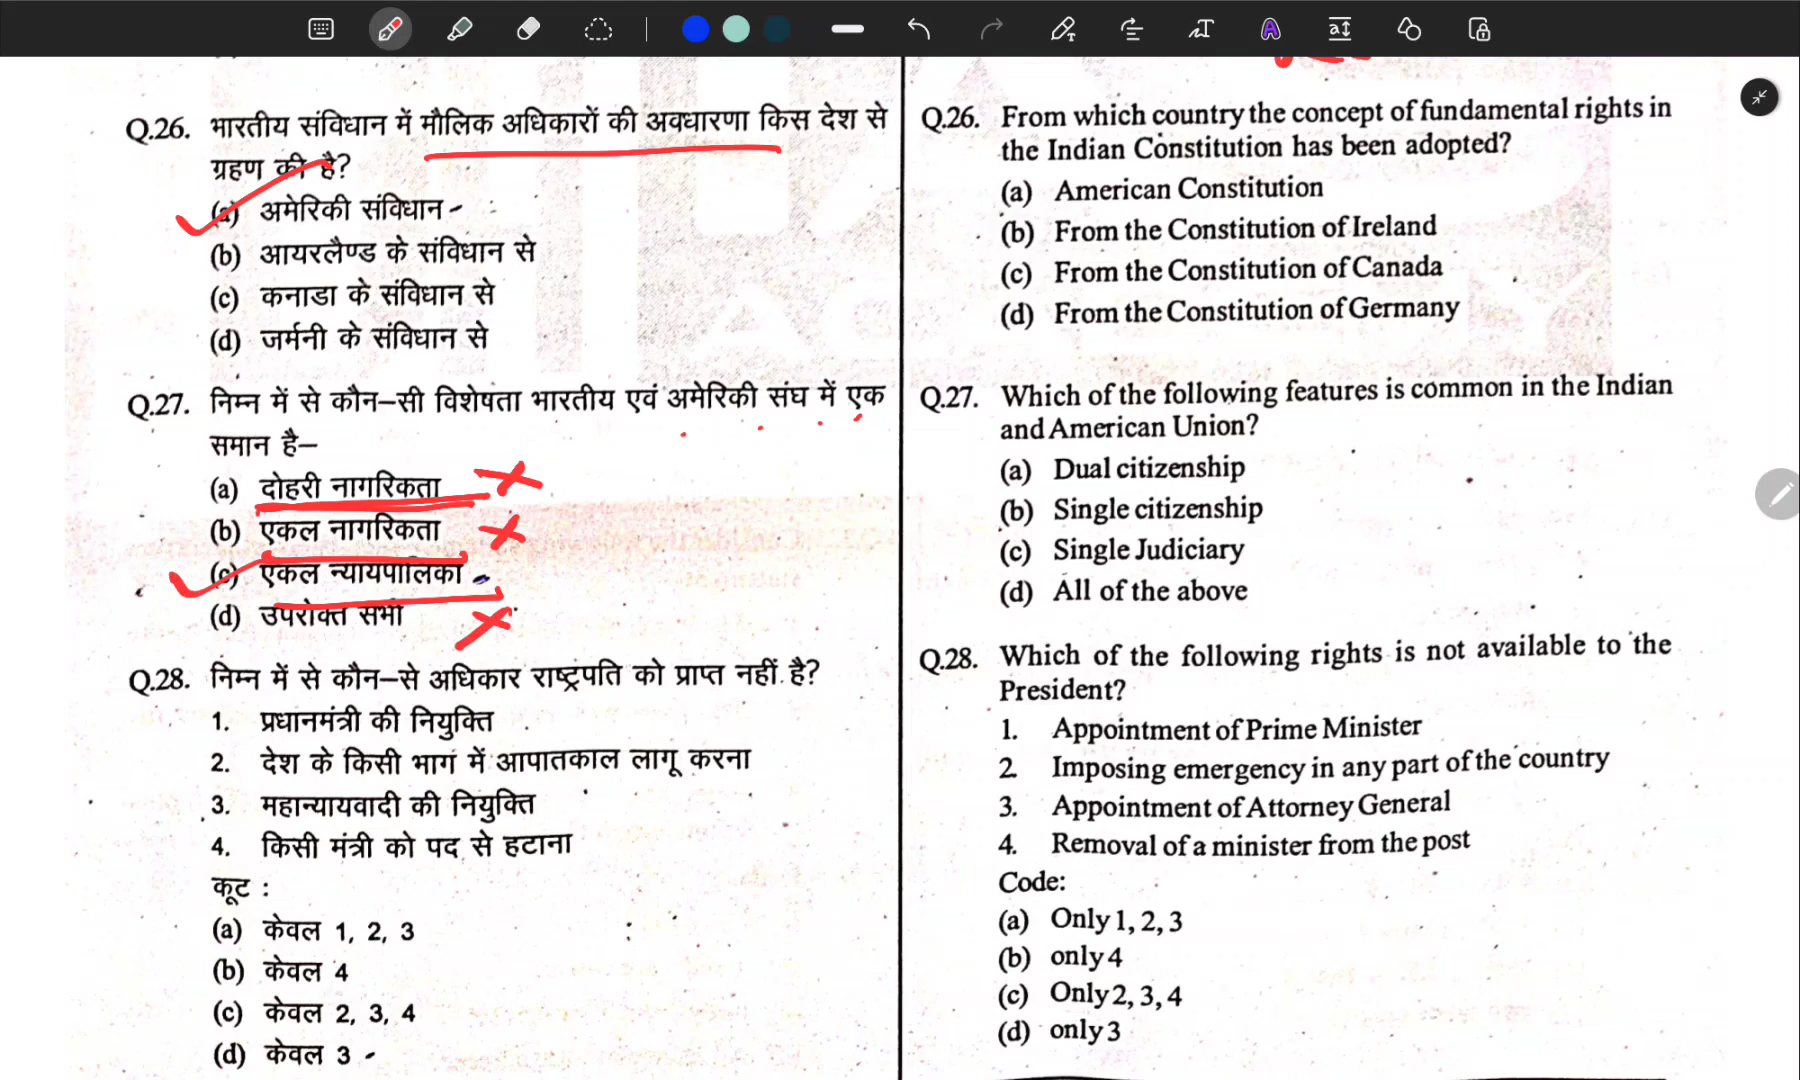 Q.26. भारतीय संविधान में मौलिक अधिकारों की अवधारणा किस देश से
ग्रहण की है?
(a) अमेरिकी संविधान
(b) आयरलैण्ड के संविधान से
(c) कनाडा के संविधान से
(d) जर्मनी के संविधान से
Q.27. निम्न में से कौन–सी विशेषता भारतीय एवं अमेरिकी संघ में एक
समान है–
(a) दोहरी नागरिकता
(b) एकल नागरिकता
(c) एकल न्यायपालिका
(d) उपरोक्त सभी
Q.28. निम्न में से कौन–से अधिकार राष्ट्रपति को प्राप्त नहीं है?
1. प्रधानमंत्री की नियुक्ति
2. देश के किसी भाग में आपातकाल लागू करना
3. महान्यायवादी की नियुक्ति
4. किसी मंत्री को पद से हटाना
कूट :
(a) केवल 1, 2, 3
(b) केवल 4
(c) केवल 2, 3, 4
(d) केवल 3
Q.26. From which country the concept of fundamental rights in
the Indian Constitution has been adopted?
(a) American Constitution
(b) From the Constitution of Ireland
(c) From the Constitution of Canada
(d) From the Constitution of Germany
Q.27. Which of the following features is common in the Indian
and American Union?
(a) Dual citizenship
(b) Single citizenship
(c) Single Judiciary
(d) All of the above
Q.28. Which of the following rights is not available to the
President?
1. Appointment of Prime Minister
2. Imposing emergency in any part of the country
3. Appointment of Attorney General
4. Removal of a minister from the post
Code:
(a) Only 1, 2, 3
(b) only 4
(c) Only 2, 3, 4
(d) only 3